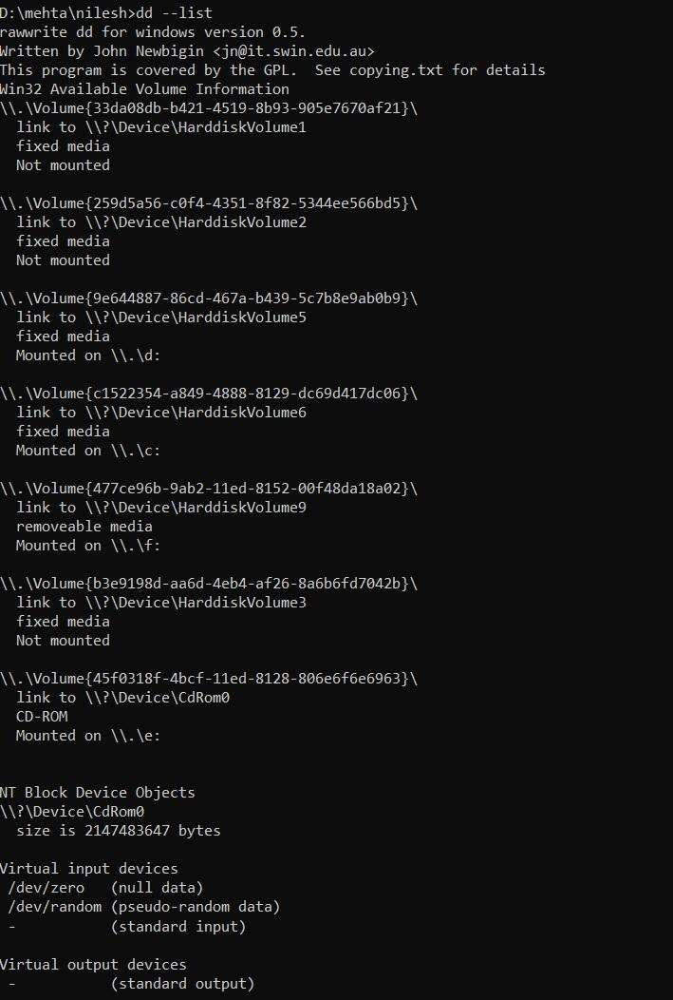 D:\mehta\nilesh>dd --list
rawwrite dd for windows version 0.5.
Written by John Newbigin <jn@it.swin.edu.au>
This program is covered by the GPL.  See copying.txt for details
Win32 Available Volume Information
\\.\Volume{33da08db-b421-4519-8b93-905e7670af21}\
  link to \\?\Device\HarddiskVolume1
  fixed media
  Not mounted

\\.\Volume{259d5a56-c0f4-4351-8f82-5344ee566bd5}\
  link to \\?\Device\HarddiskVolume2
  fixed media
  Not mounted

\\.\Volume{9e644887-86cd-467a-b439-5c7b8e9ab0b9}\
  link to \\?\Device\HarddiskVolume5
  fixed media
  Mounted on \\.\d:

\\.\Volume{c1522354-a849-4888-8129-dc69d417dc06}\
  link to \\?\Device\HarddiskVolume6
  fixed media
  Mounted on \\.\c:

\\.\Volume{477ce96b-9ab2-11ed-8152-00f48da18a02}\
  link to \\?\Device\HarddiskVolume9
  removeable media
  Mounted on \\.\f:

\\.\Volume{b3e9198d-aa6d-4eb4-af26-8a6b6fd7042b}\
  link to \\?\Device\HarddiskVolume3
  fixed media
  Not mounted

\\.\Volume{45f0318f-4bcf-11ed-8128-806e6f6e6963}\
  link to \\?\Device\CdRom0
  CD-ROM
  Mounted on \\.\e:


NT Block Device Objects
\\?\Device\CdRom0
  size is 2147483647 bytes

Virtual input devices
 /dev/zero   (null data)
 /dev/random (pseudo-random data)
 -           (standard input)

Virtual output devices
 -           (standard output)